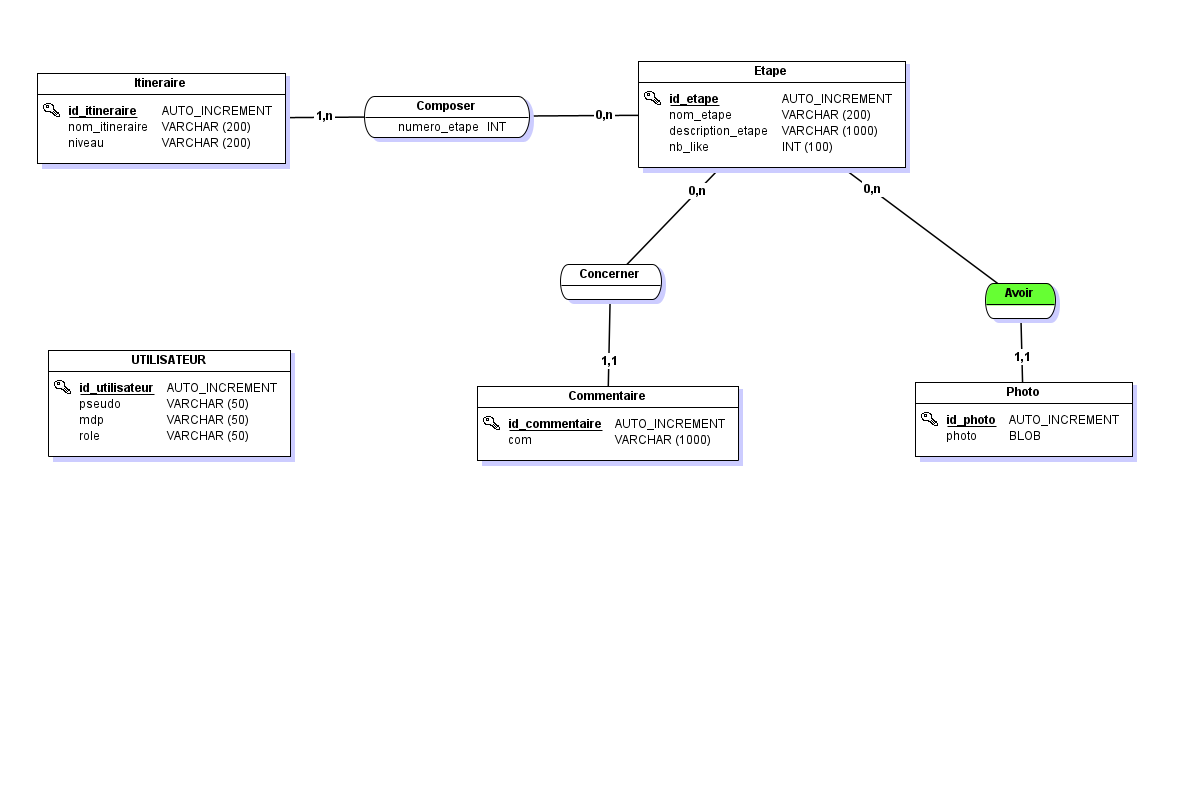 Itineraire
id_itineraire AUTO_INCREMENT
nom_itineraire VARCHAR (200)
niveau VARCHAR (200)
1,n
Composer
numero_etape INT
0,n
Etape
id_etape AUTO_INCREMENT
nom_etape VARCHAR (200)
description_etape VARCHAR (1000)
nb_like INT (100)
0,n
0,n
Concerner
Avoir
1,1
1,1
UTILISATEUR
id_utilisateur AUTO_INCREMENT
pseudo VARCHAR (50)
mdp VARCHAR (50)
role VARCHAR (50)
Commentaire
id_commentaire AUTO_INCREMENT
com VARCHAR (1000)
Photo
id_photo AUTO_INCREMENT
photo BLOB